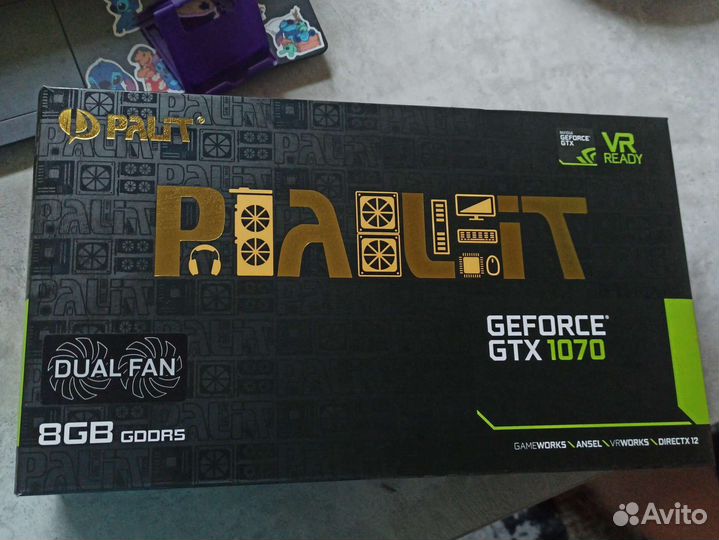 PALiT®
NVIDIA
GEFORCE
GTX
VR
READY
PALiT
GEFORCE®
GTX 1070
DUAL FAN
8GB GDDR5
GAMEWORKS \ ANSEL \ VRWORKS \ DIRECTX 12
Avito